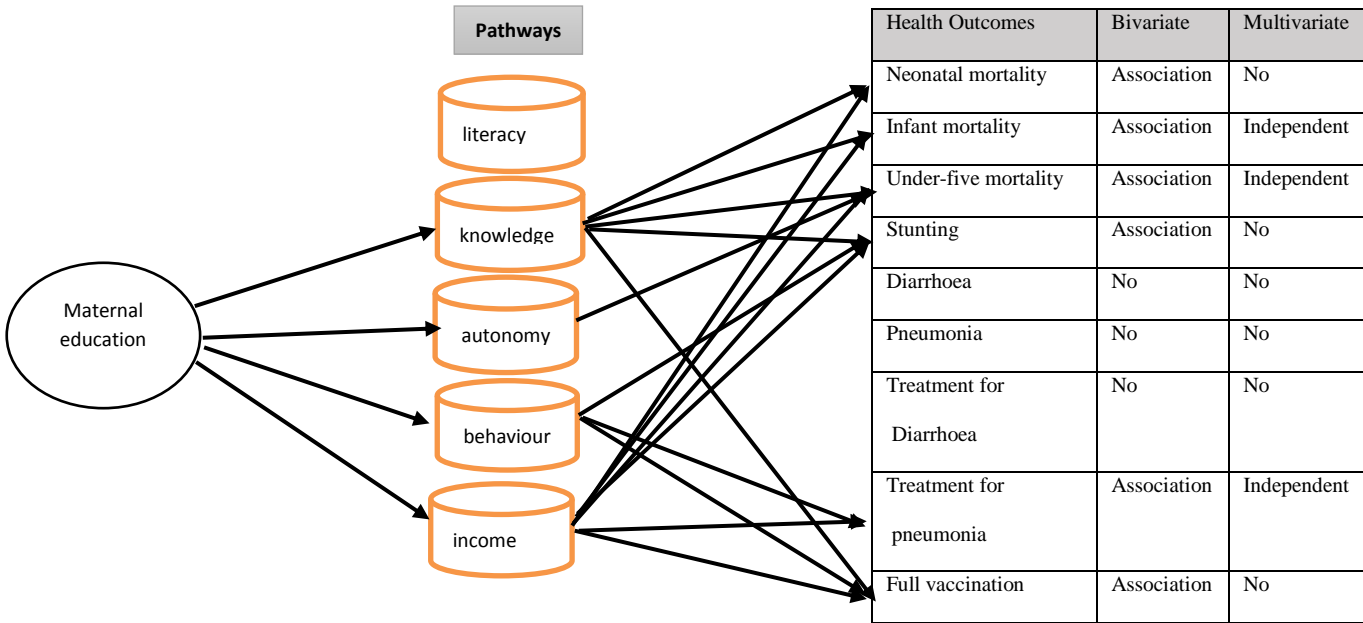 Pathways
literacy
knowledge
autonomy
behaviour
income
Maternal
education
Health Outcomes Bivariate Multivariate
Neonatal mortality Association No
Infant mortality Association Independent
Under-five mortality Association Independent
Stunting Association No
Diarrhoea No No
Pneumonia No No
Treatment for No No
Diarrhoea
Treatment for Association Independent
pneumonia
Full vaccination Association No